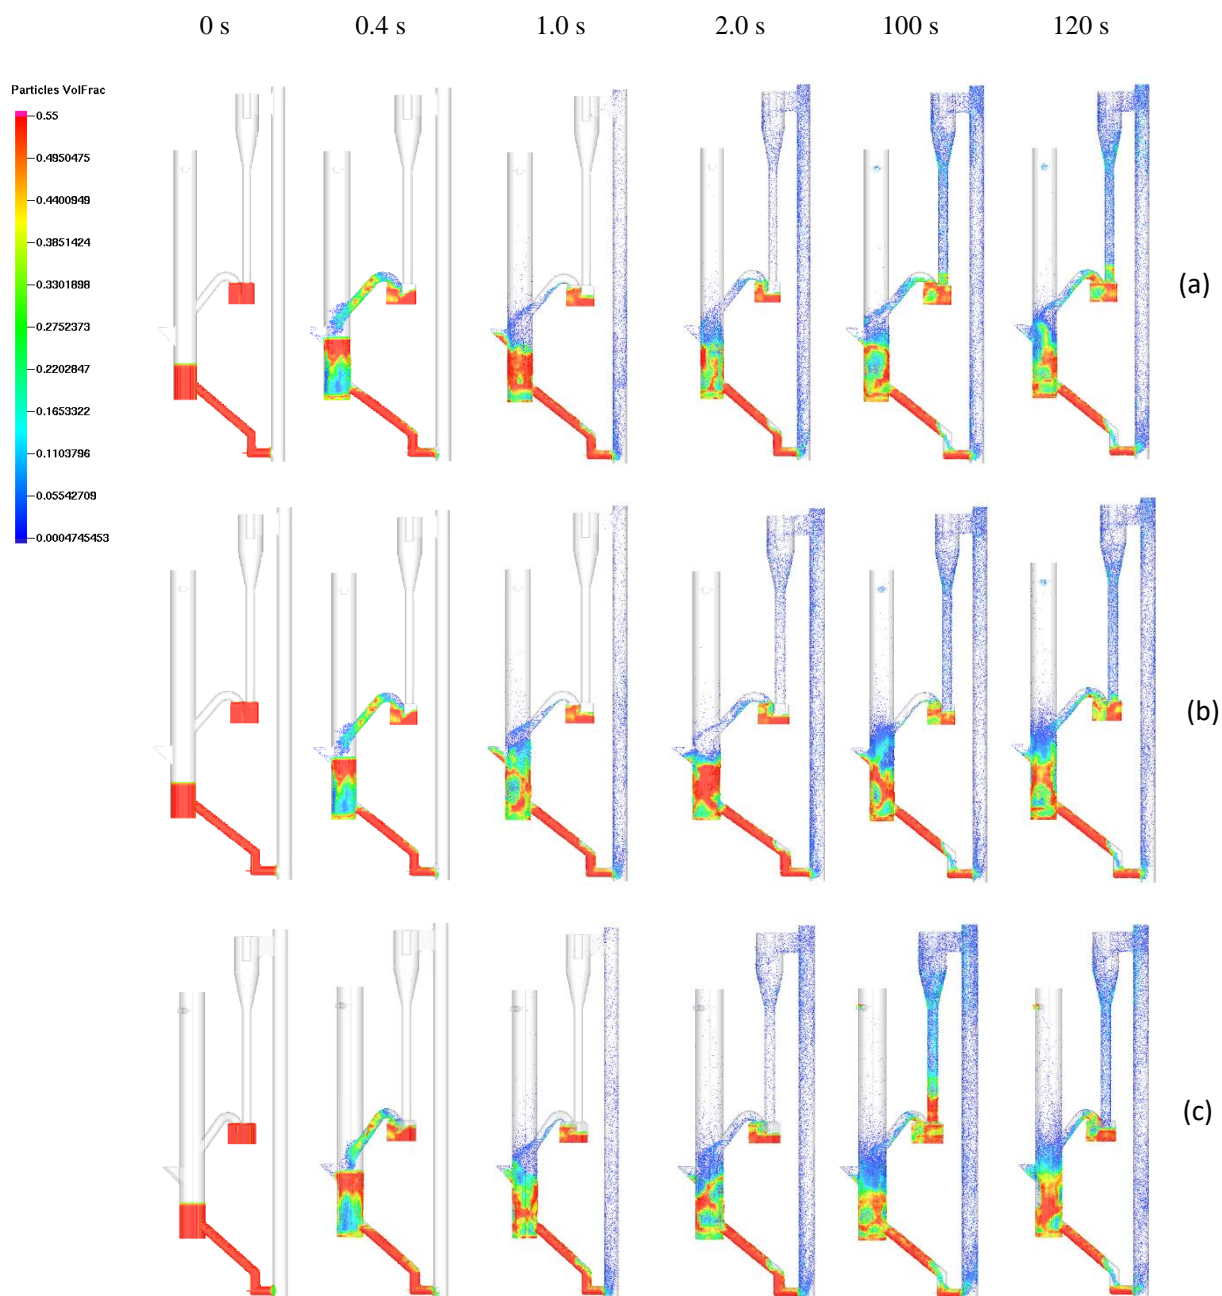 0 s 0.4 s 1.0 s 2.0 s 100 s 120 s
Particles VolFrac
0.55
0.4950475
0.4400949
0.3851424
0.3301898
0.2752373
0.2202847
0.1653322
0.1103796
0.05542709
0.0004745453
(a)
(b)
(c)